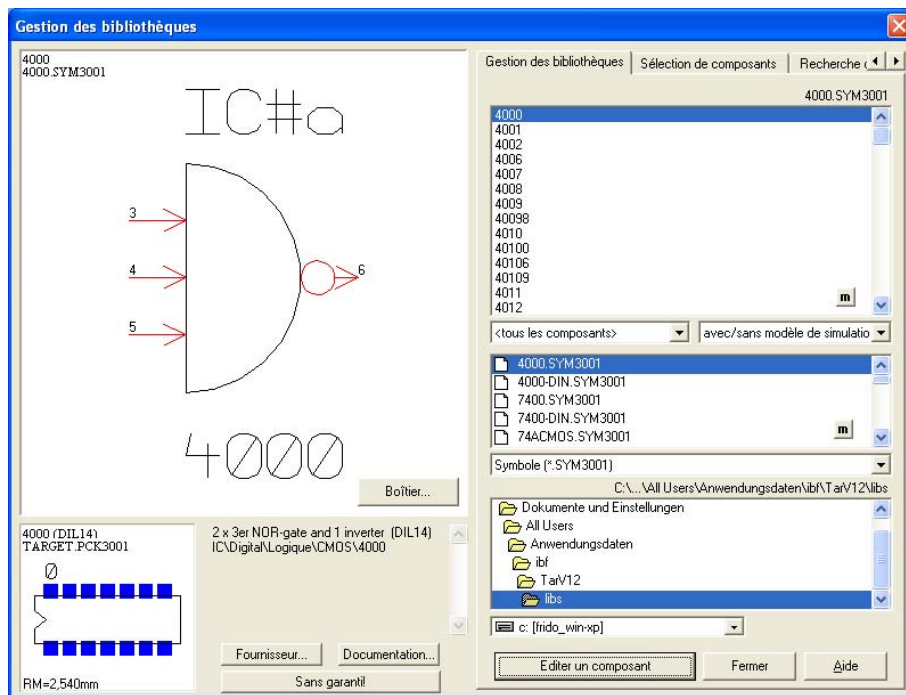 Gestion des bibliothèques
4000
4000.SYM3001
IC#a
3
4
5
6
4000
Boîtier...
4000 (DIL14)
TARGET.PCK3001
0
RM=2,540mm
2 x 3er NOR-gate and 1 inverter (DIL14)
IC\Digital\Logique\CMOS\4000
Fournisseur...
Documentation...
Sans garanti!
Gestion des bibliothèques
Sélection de composants
Recherche
4000.SYM3001
4000
4001
4002
4006
4007
4008
4009
40098
4010
40100
40106
40109
4011
4012
m
<tous les composants>
avec/sans modèle de simulatio
4000.SYM3001
4000-DIN.SYM3001
7400.SYM3001
7400-DIN.SYM3001
74ACMOS.SYM3001
m
Symbole (*.SYM3001)
C:\...\All Users\Anwendungsdaten\ibf\TarV12\libs
Dokumente und Einstellungen
All Users
Anwendungsdaten
ibf
TarV12
libs
c: [frido_win-xp]
Editer un composant
Fermer
Aide